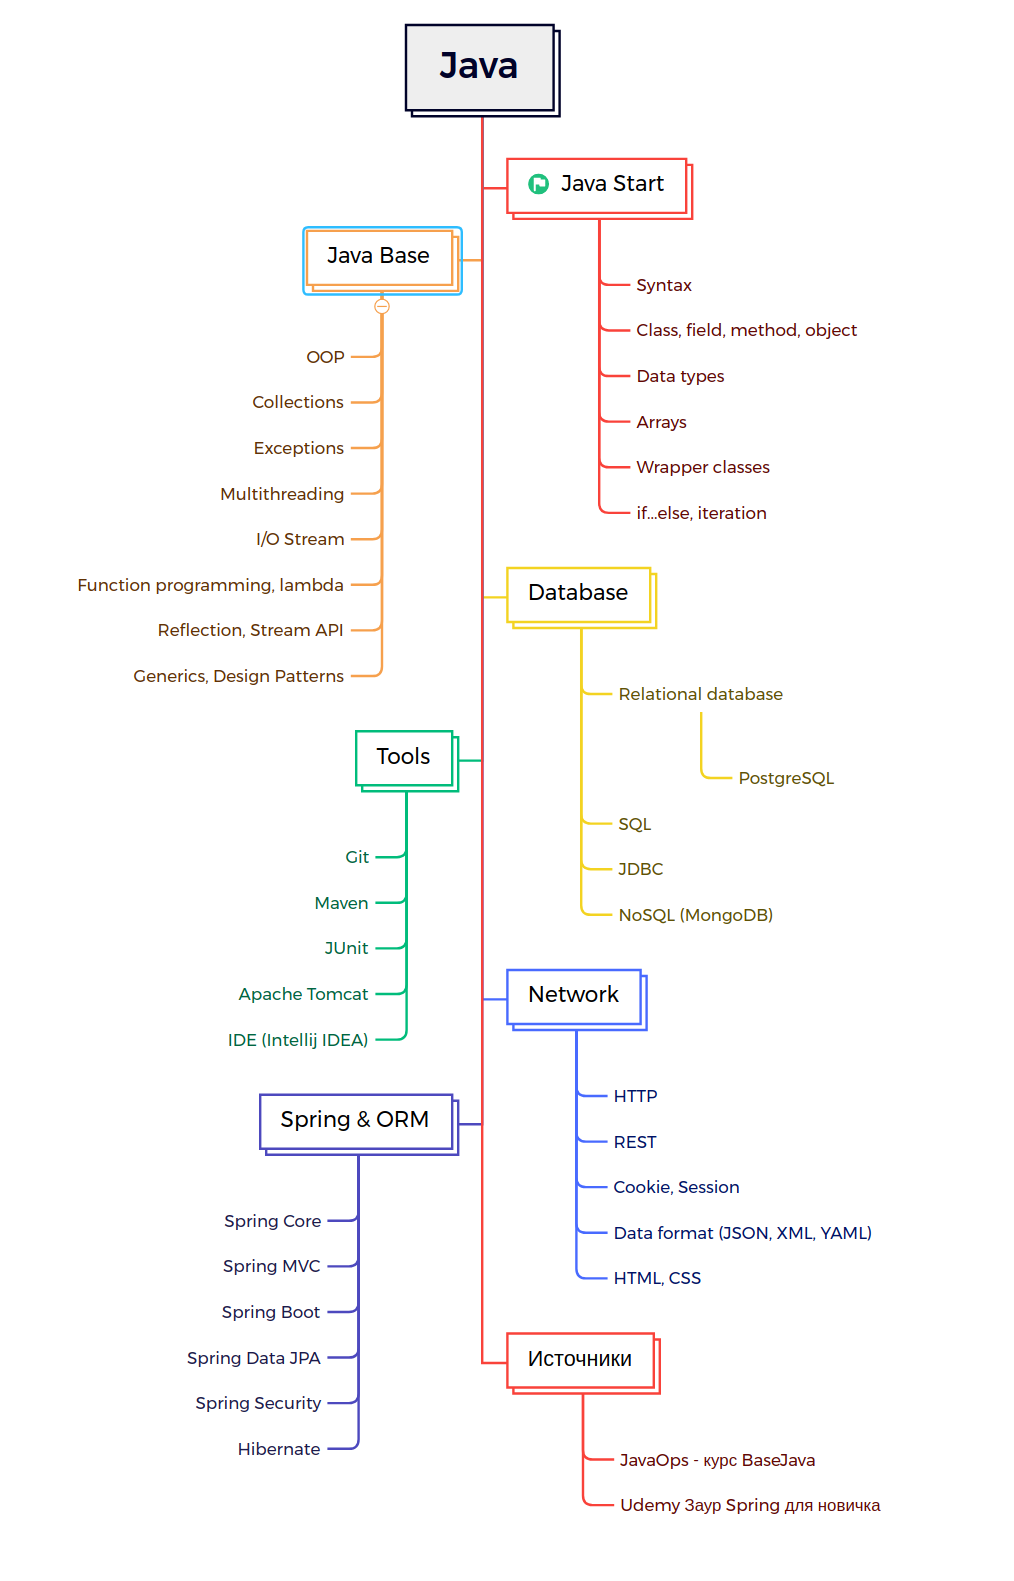 Java
Java Start
Syntax
Class, field, method, object
Data types
Arrays
Wrapper classes
if...else, iteration
Java Base
OOP
Collections
Exceptions
Multithreading
I/O Stream
Function programming, lambda
Reflection, Stream API
Generics, Design Patterns
Database
Relational database
PostgreSQL
SQL
JDBC
NoSQL (MongoDB)
Tools
Git
Maven
JUnit
Apache Tomcat
IDE (Intellij IDEA)
Network
HTTP
REST
Cookie, Session
Data format (JSON, XML, YAML)
HTML, CSS
Spring & ORM
Spring Core
Spring MVC
Spring Boot
Spring Data JPA
Spring Security
Hibernate
Источники
JavaOps - курс BaseJava
Udemy Заур Spring для новичка